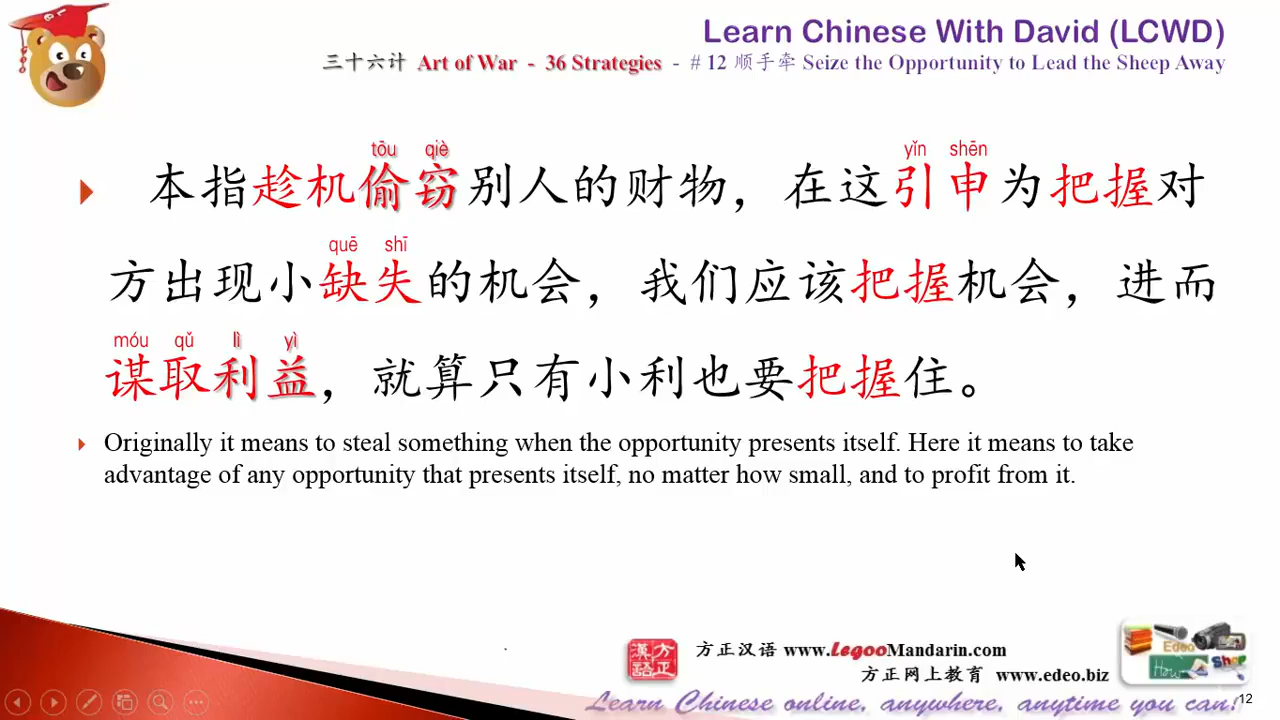 Learn Chinese With David (LCWD)
三十六计 Art of War - 36 Strategies - # 12 顺手牵 Seize the Opportunity to Lead the Sheep Away
tōu qiè yǐn shēn
本指趁机偷窃别人的财物，在这引申为把握对
quē shī
方出现小缺失的机会，我们应该把握机会，进而
móu qǔ lì yì
谋取利益，就算只有小利也要把握住。
Originally it means to steal something when the opportunity presents itself. Here it means to take
advantage of any opportunity that presents itself, no matter how small, and to profit from it.
方正漢語
方正汉语 www.LegooMandarin.com
方正网上教育 www.edeo.biz
Edeo
Shop
How
Learn Chinese online, anywhere, anytime you can!
12